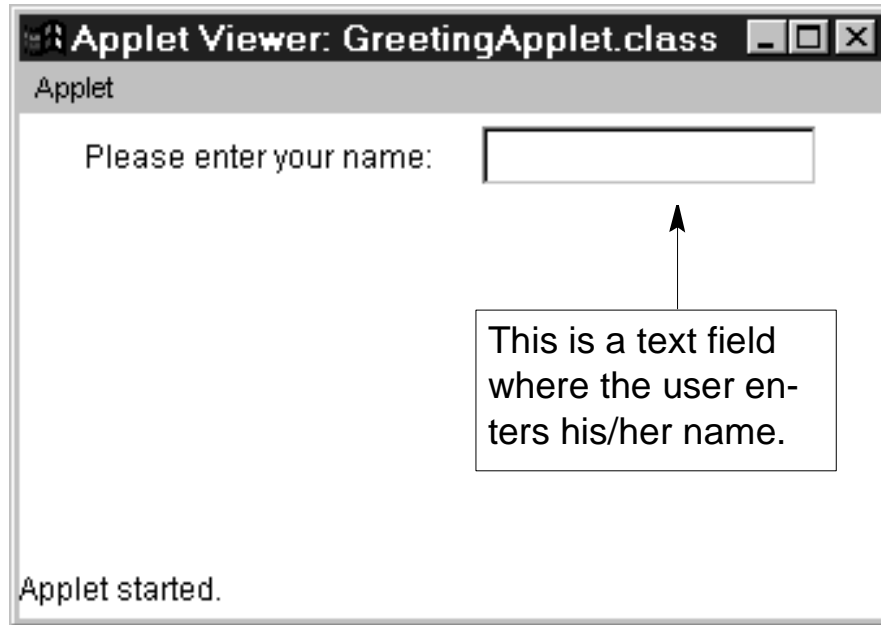 Applet Viewer: GreetingApplet.class
Applet
Please enter your name:
This is a text field
where the user en-
ters his/her name.
Applet started.